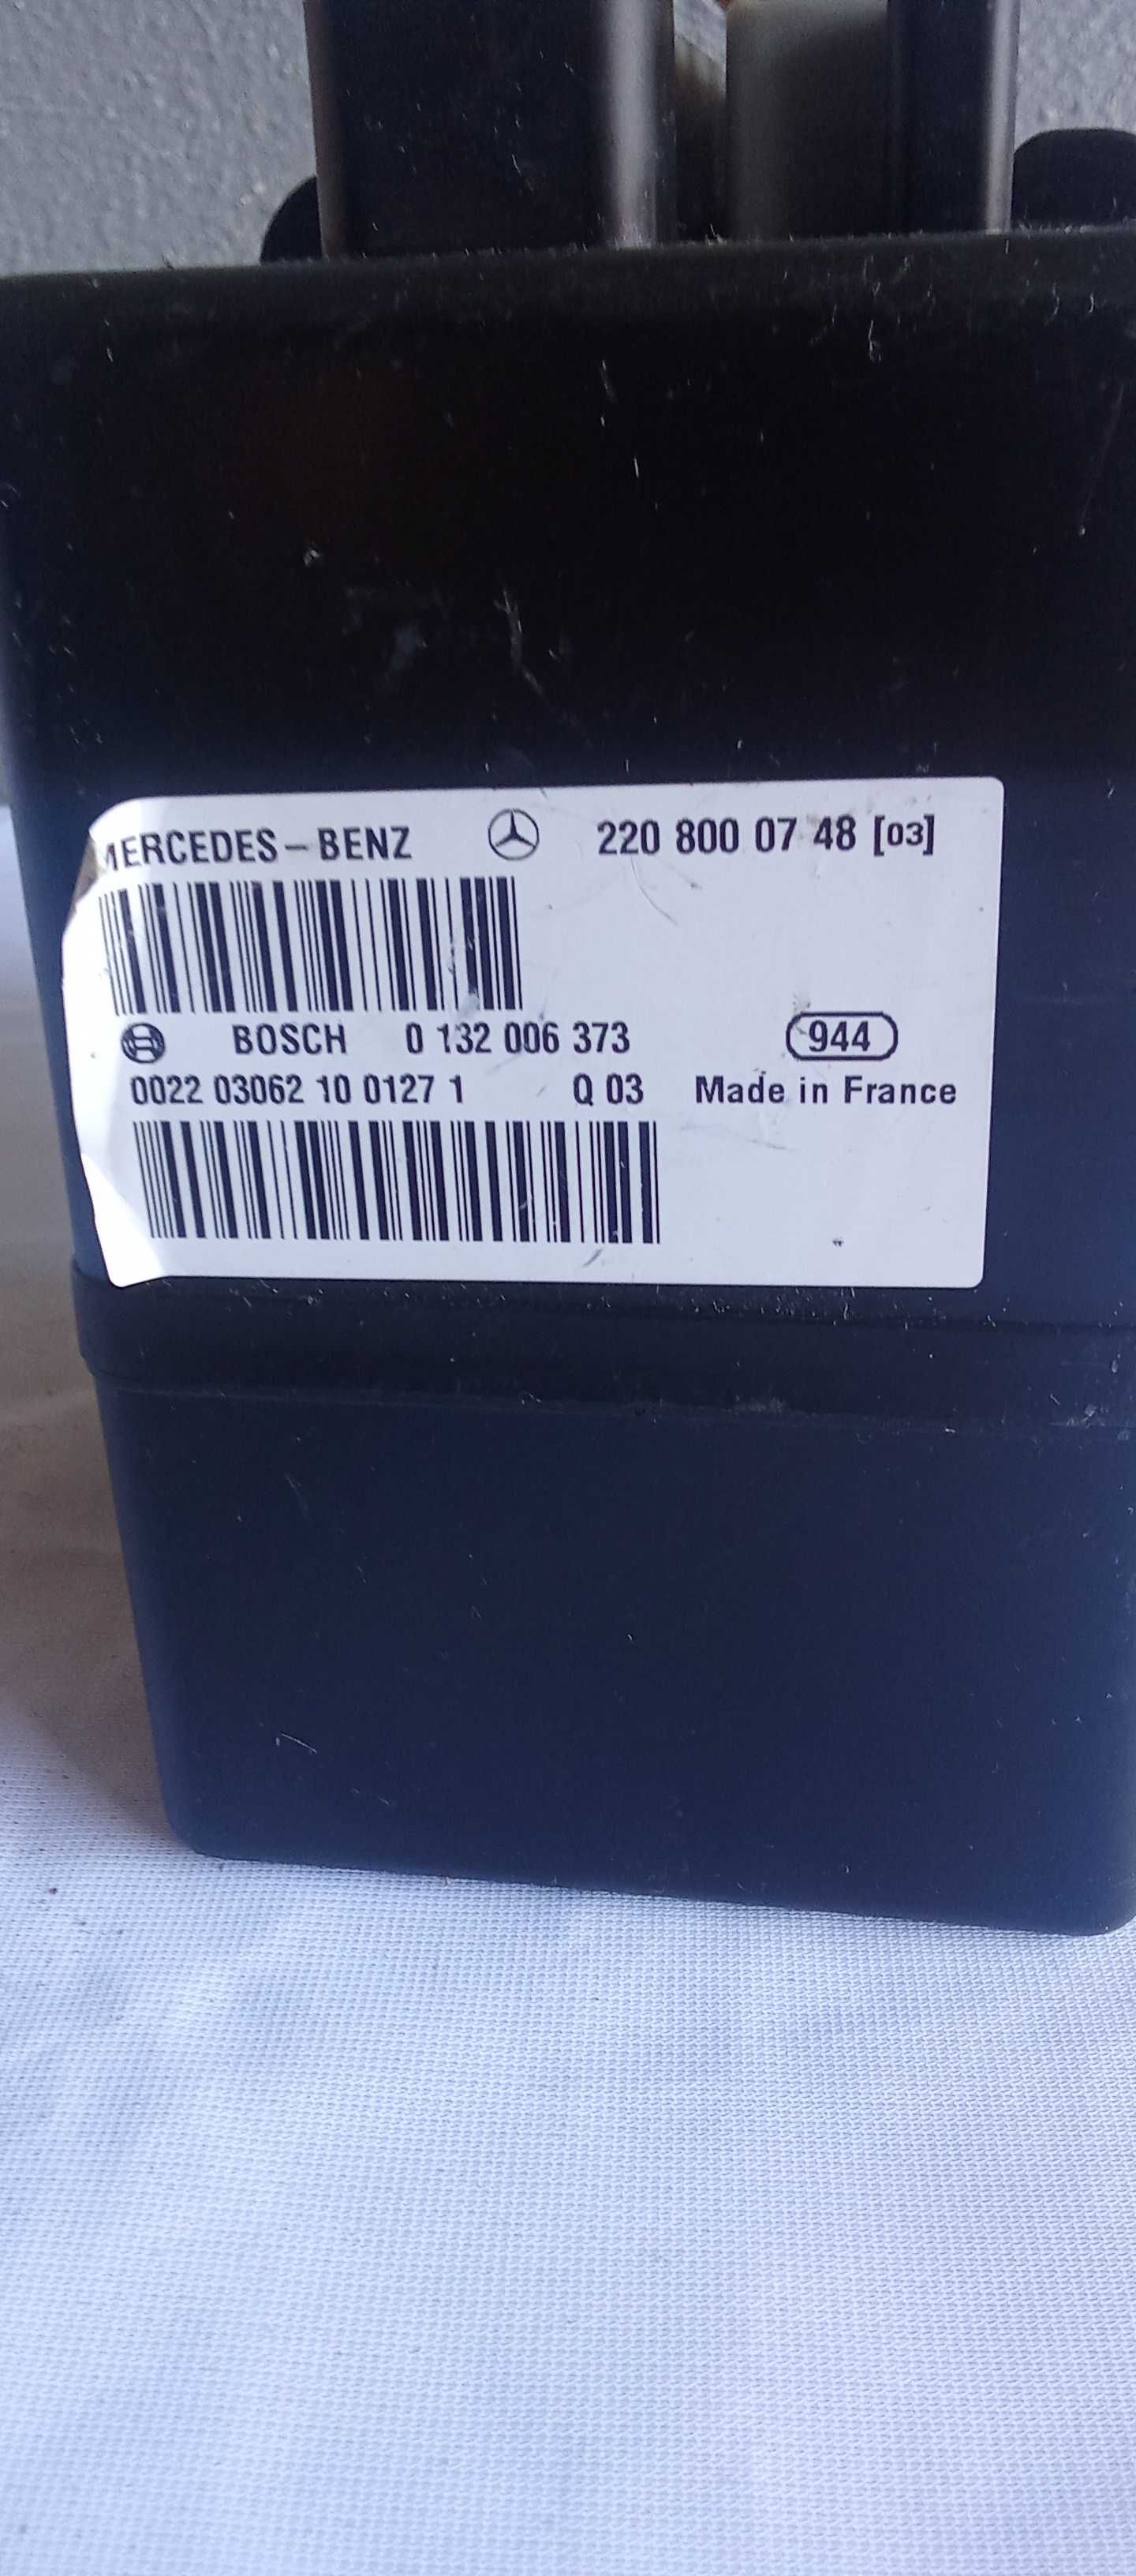 MERCEDES-BENZ 220 800 07 48 [03]
BOSCH 0 132 006 373 944
0022 03062 10 0127 1 Q 03 Made in France